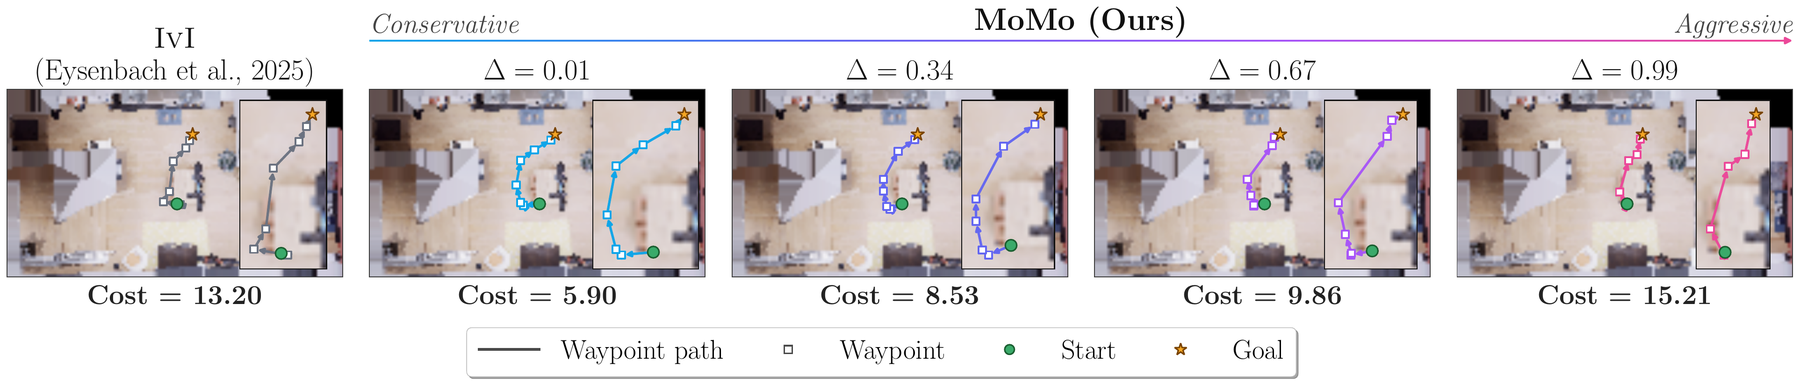 IvI
(Eysenbach et al., 2025)
Conservative
MoMo (Ours)
Aggressive
Δ = 0.01
Δ = 0.34
Δ = 0.67
Δ = 0.99
Cost = 13.20
Cost = 5.90
Cost = 8.53
Cost = 9.86
Cost = 15.21
Waypoint path
Waypoint
Start
Goal